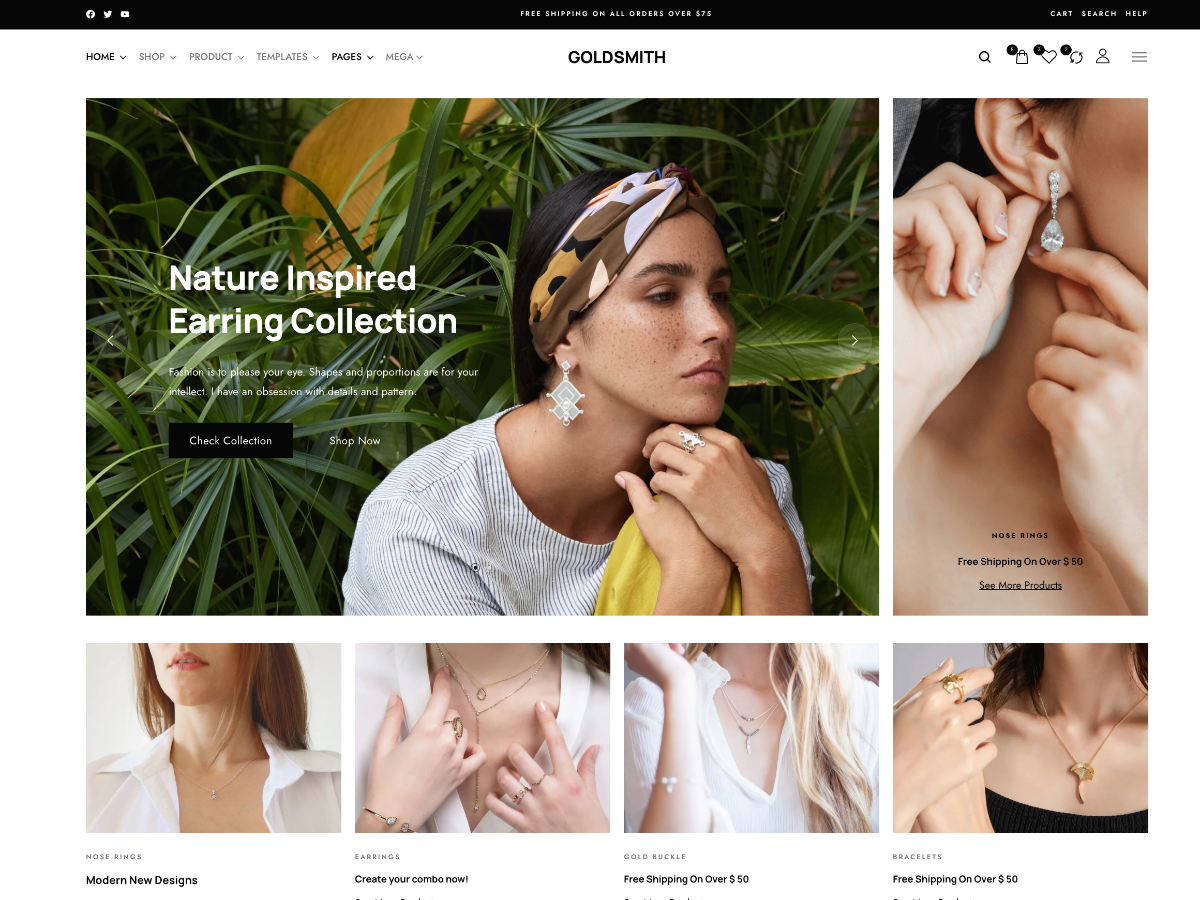 FREE SHIPPING ON ALL ORDERS OVER $75
CART SEARCH HELP
HOME SHOP PRODUCT TEMPLATES PAGES MEGA
GOLDSMITH
Nature Inspired
Earring Collection
Fashion is to please your eye. Shapes and proportions are for your
intellect. I have an obsession with details and pattern.
Check Collection Shop Now
NOSE RINGS
Free Shipping On Over $ 50
See More Products
NOSE RINGS
Modern New Designs
EARRINGS
Create your combo now!
GOLD BUCKLE
Free Shipping On Over $ 50
BRACELETS
Free Shipping On Over $ 50